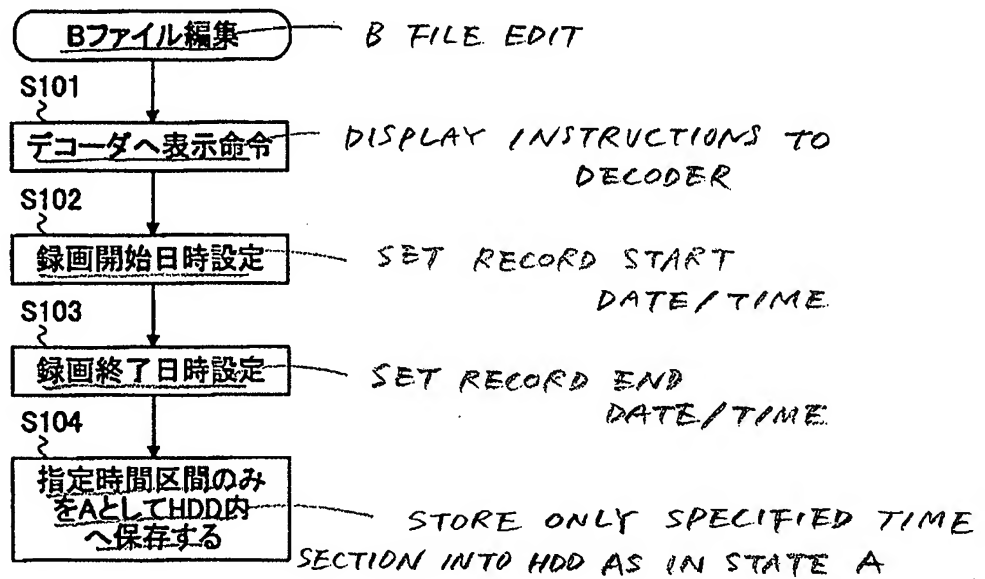 Bファイル編集 B FILE EDIT
S101
デコーダへ表示命令 DISPLAY INSTRUCTIONS TO
DECODER
S102
録画開始日時設定 SET RECORD START
DATE/TIME
S103
録画終了日時設定 SET RECORD END
DATE/TIME
S104
指定時間区間のみ
をAとしてHDD内
へ保存する
STORE ONLY SPECIFIED TIME
SECTION INTO HDD AS IN STATE A